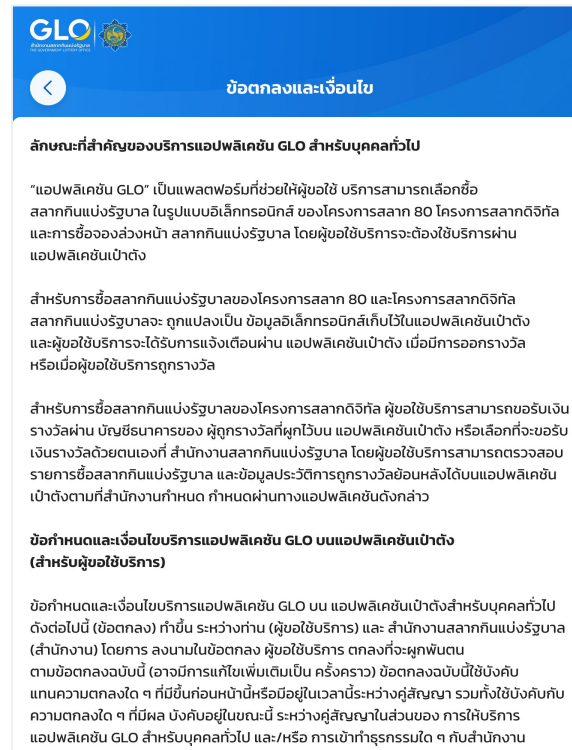 GLO
สำนักงานสลากกินแบ่งรัฐบาล
THE GOVERNMENT LOTTERY OFFICE
ข้อตกลงและเงื่อนไข
ลักษณะที่สำคัญของบริการแอปพลิเคชัน GLO สำหรับบุคคลทั่วไป
“แอปพลิเคชัน GLO” เป็นแพลตฟอร์มที่ช่วยให้ผู้ขอใช้ บริการสามารถเลือกซื้อ
สลากกินแบ่งรัฐบาล ในรูปแบบอิเล็กทรอนิกส์ ของโครงการสลาก 80 โครงการสลากดิจิทัล
และการซื้อจองล่วงหน้า สลากกินแบ่งรัฐบาล โดยผู้ขอใช้บริการจะต้องใช้บริการผ่าน
แอปพลิเคชันเป๋าตัง
สำหรับการซื้อสลากกินแบ่งรัฐบาลของโครงการสลาก 80 และโครงการสลากดิจิทัล
สลากกินแบ่งรัฐบาลจะ ถูกแปลงเป็น ข้อมูลอิเล็กทรอนิกส์เก็บไว้ในแอปพลิเคชันเป๋าตัง
และผู้ขอใช้บริการจะได้รับการแจ้งเตือนผ่าน แอปพลิเคชันเป๋าตัง เมื่อมีการออกรางวัล
หรือเมื่อผู้ขอใช้บริการถูกรางวัล
สำหรับการซื้อสลากกินแบ่งรัฐบาลของโครงการสลากดิจิทัล ผู้ขอใช้บริการสามารถขอรับเงิน
รางวัลผ่าน บัญชีธนาคารของ ผู้ถูกรางวัลที่ผูกไว้บน แอปพลิเคชันเป๋าตัง หรือเลือกที่จะขอรับ
เงินรางวัลด้วยตนเองที่ สำนักงานสลากกินแบ่งรัฐบาล โดยผู้ขอใช้บริการสามารถตรวจสอบ
รายการซื้อสลากกินแบ่งรัฐบาล และข้อมูลประวัติการถูกรางวัลย้อนหลังได้บนแอปพลิเคชัน
เป๋าตังตามที่สำนักงานกำหนด กำหนดผ่านทางแอปพลิเคชันดังกล่าว
ข้อกำหนดและเงื่อนไขบริการแอปพลิเคชัน GLO บนแอปพลิเคชันเป๋าตัง
(สำหรับผู้ขอใช้บริการ)
ข้อกำหนดและเงื่อนไขบริการแอปพลิเคชัน GLO บน แอปพลิเคชันเป๋าตังสำหรับบุคคลทั่วไป
ดังต่อไปนี้ (ข้อตกลง) ทำขึ้น ระหว่างท่าน (ผู้ขอใช้บริการ) และ สำนักงานสลากกินแบ่งรัฐบาล
(สำนักงาน) โดยการ ลงนามในข้อตกลง ผู้ขอใช้บริการ ตกลงที่จะผูกพันตน
ตามข้อตกลงฉบับนี้ (อาจมีการแก้ไขเพิ่มเติมเป็น ครั้งคราว) ข้อตกลงฉบับนี้ใช้บังคับ
แทนความตกลงใด ๆ ที่มีขึ้นก่อนหน้านี้หรือมีอยู่ในเวลานี้ระหว่างคู่สัญญา รวมทั้งใช้บังคับกับ
ความตกลงใด ๆ ที่มีผล บังคับอยู่ในขณะนี้ ระหว่างคู่สัญญาในส่วนของ การให้บริการ
แอปพลิเคชัน GLO สำหรับบุคคลทั่วไป และ/หรือ การเข้าทำธุรกรรมใด ๆ กับสำนักงาน